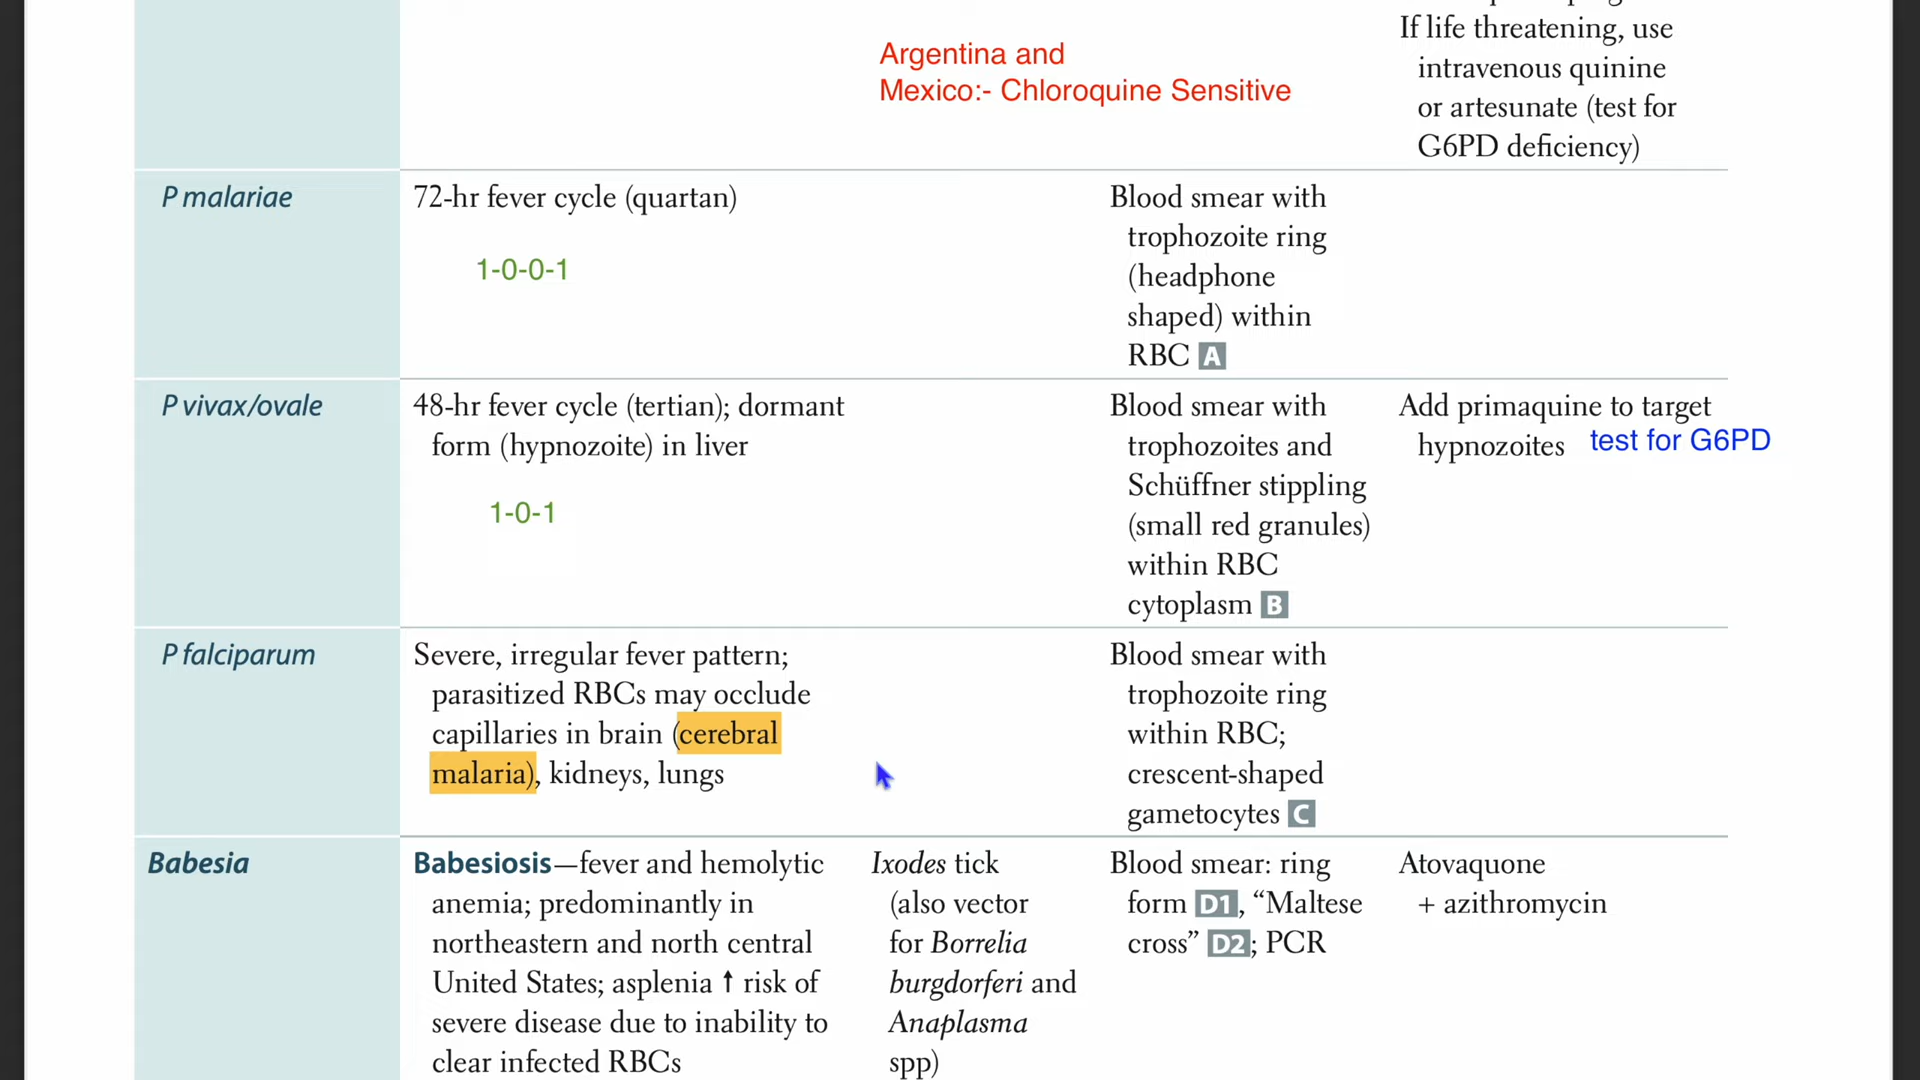 If life threatening, use
intravenous quinine
or artesunate (test for
G6PD deficiency)
Argentina and
Mexico:- Chloroquine Sensitive
P malariae
72-hr fever cycle (quartan)
1-0-0-1
Blood smear with
trophozoite ring
(headphone
shaped) within
RBC A
P vivax/ovale
48-hr fever cycle (tertian); dormant
form (hypnozoite) in liver
1-0-1
Blood smear with
trophozoites and
Schüffner stippling
(small red granules)
within RBC
cytoplasm B
Add primaquine to target
hypnozoites
test for G6PD
P falciparum
Severe, irregular fever pattern;
parasitized RBCs may occlude
capillaries in brain (cerebral
malaria), kidneys, lungs
Blood smear with
trophozoite ring
within RBC;
crescent-shaped
gametocytes C
Babesia
Babesiosis—fever and hemolytic
anemia; predominantly in
northeastern and north central
United States; asplenia ↑ risk of
severe disease due to inability to
clear infected RBCs
Ixodes tick
(also vector
for Borrelia
burgdorferi and
Anaplasma
spp)
Blood smear: ring
form D1, “Maltese
cross” D2; PCR
Atovaquone
+ azithromycin